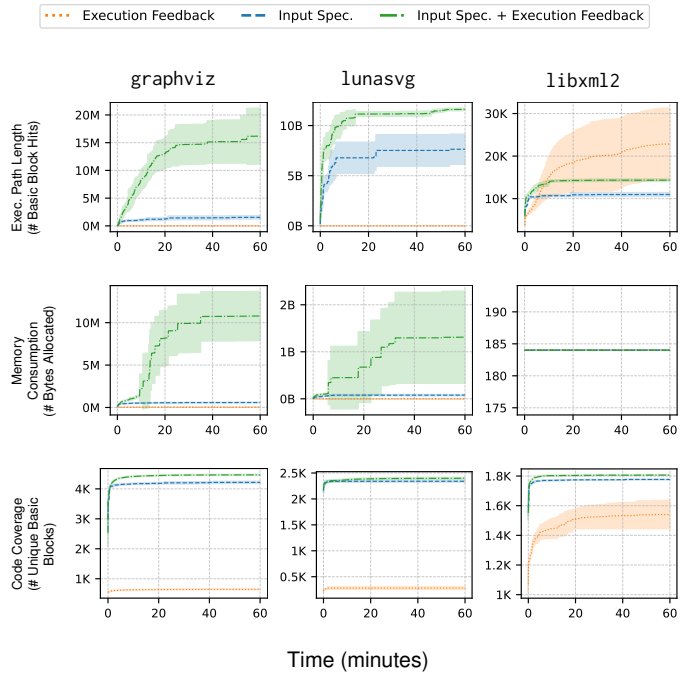 Execution Feedback
Input Spec.
Input Spec. + Execution Feedback
graphviz
lunasvg
libxml2
Exec. Path Length
(# Basic Block Hits)
20M
15M
10M
5M
0M
0
20
40
60
10B
5B
0B
0
20
40
60
30K
20K
10K
0
20
40
60
Memory
Consumption
(# Bytes Allocated)
10M
5M
0M
0
20
40
60
2B
1B
0B
0
20
40
60
190
185
180
175
0
20
40
60
Code Coverage
(# Unique Basic
Blocks)
4K
3K
2K
1K
0
20
40
60
2.5K
2K
1.5K
1K
0.5K
0
20
40
60
1.8K
1.6K
1.4K
1.2K
1K
0
20
40
60
Time (minutes)